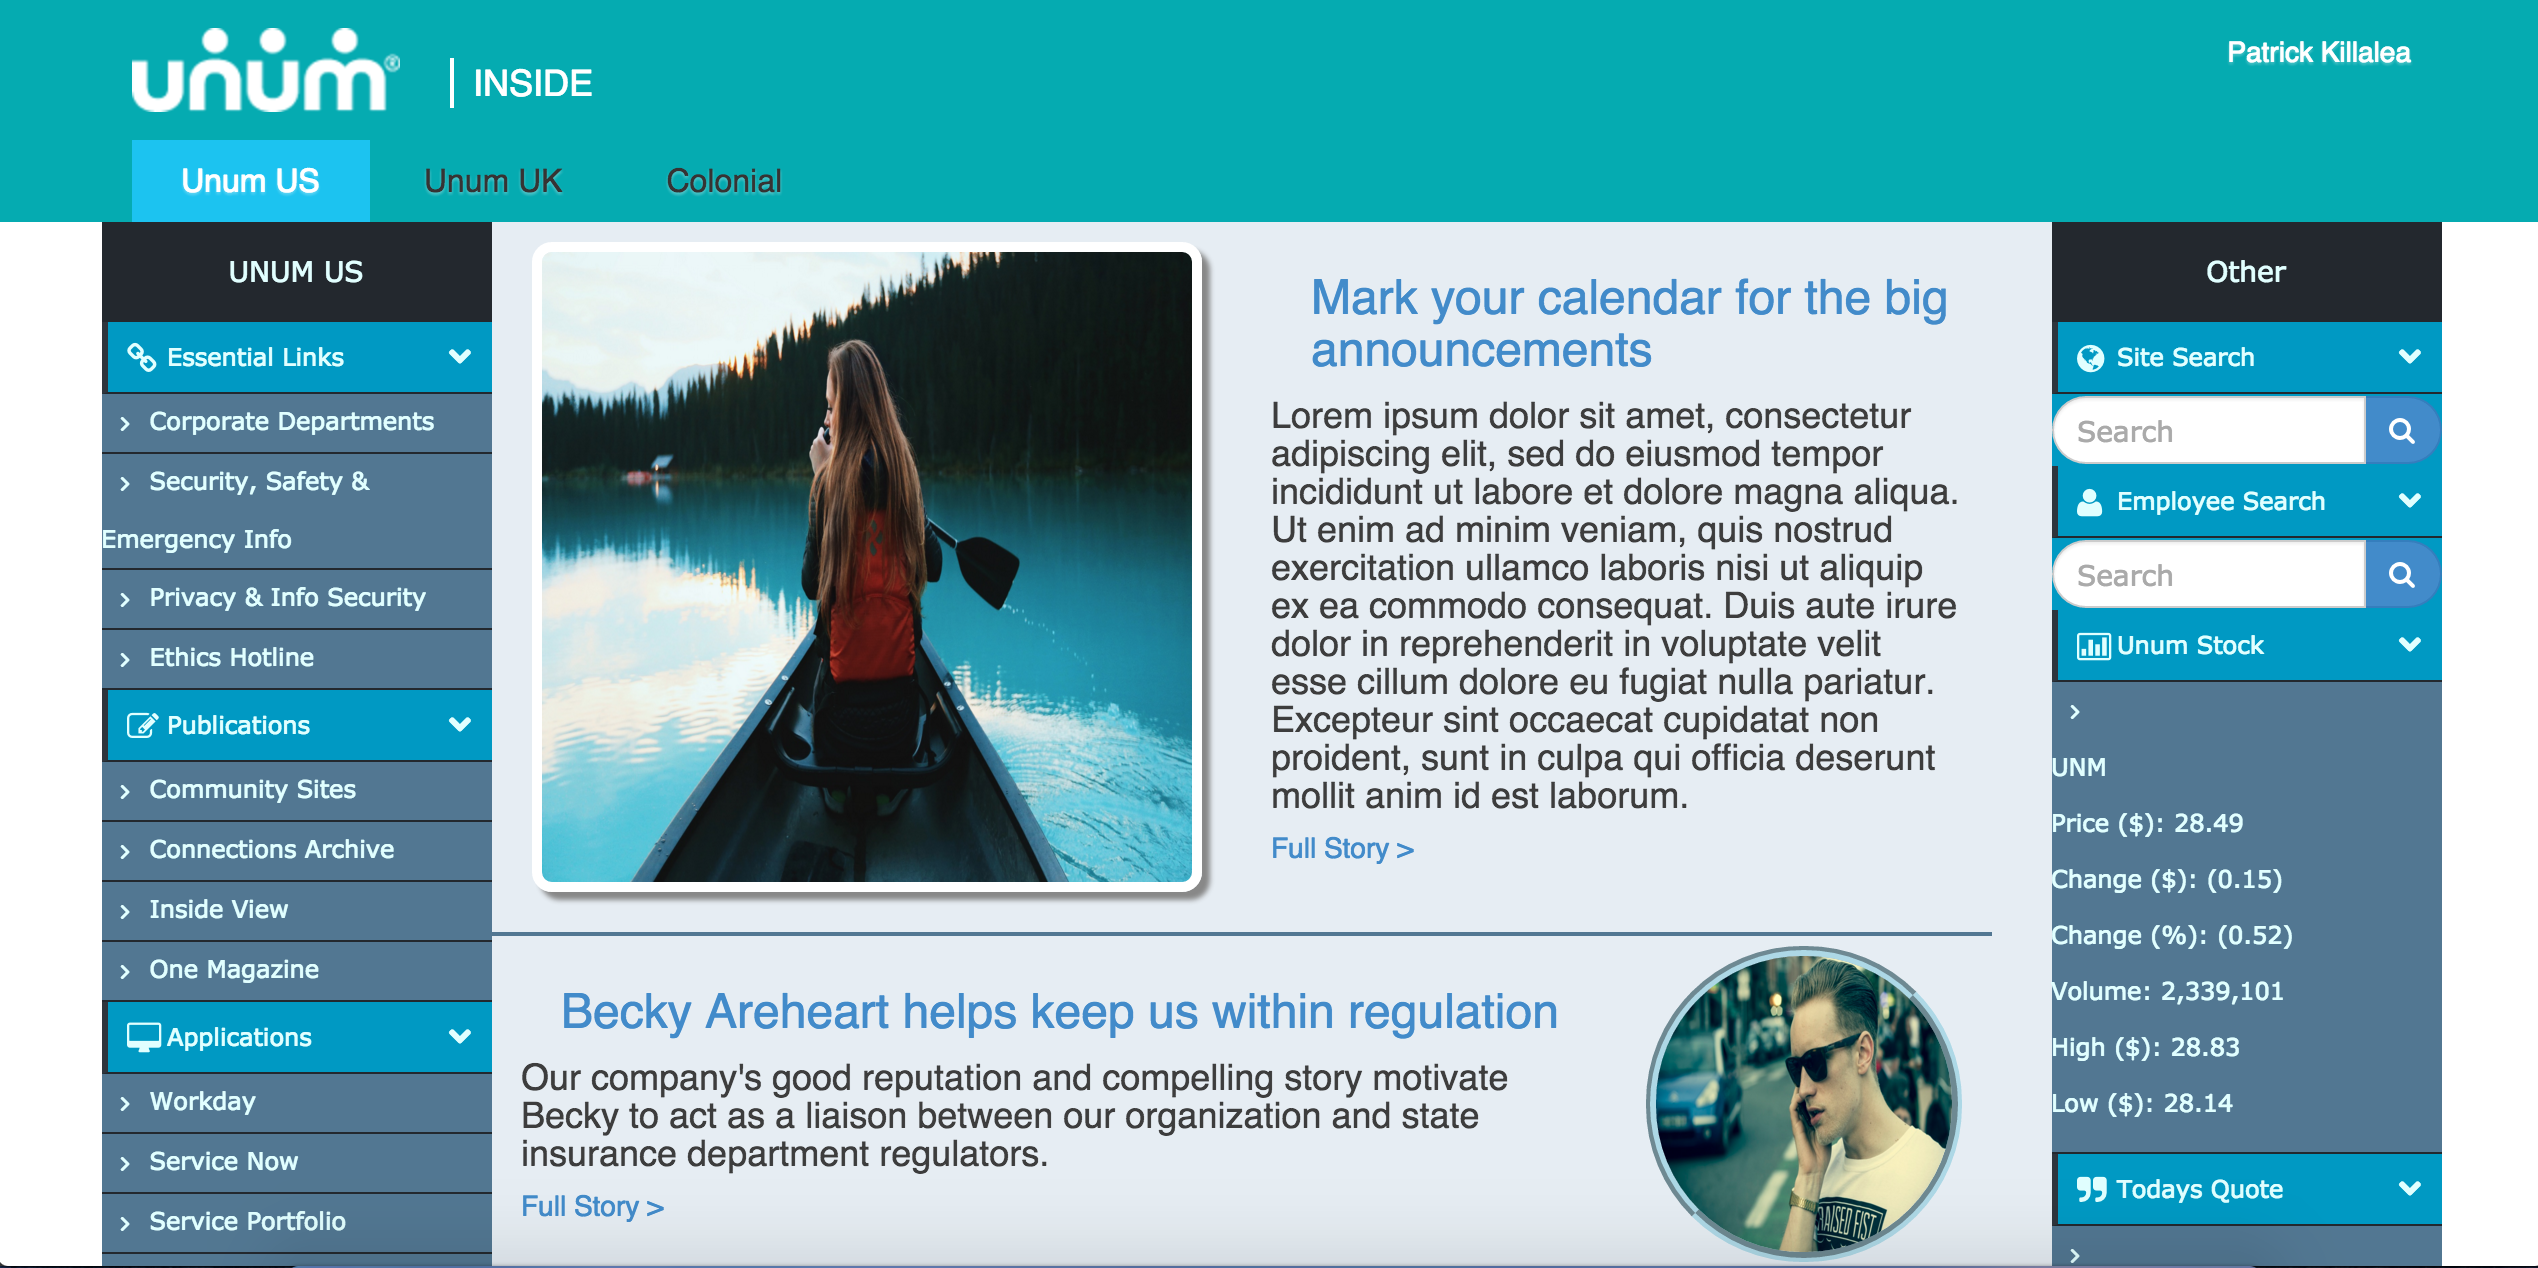 unum®
INSIDE
Patrick Killalea
Unum US
Unum UK
Colonial
UNUM US
Essential Links
Corporate Departments
Security, Safety &
Emergency Info
Privacy & Info Security
Ethics Hotline
Publications
Community Sites
Connections Archive
Inside View
One Magazine
Applications
Workday
Service Now
Service Portfolio
Mark your calendar for the big
announcements
Lorem ipsum dolor sit amet, consectetur
adipiscing elit, sed do eiusmod tempor
incididunt ut labore et dolore magna aliqua.
Ut enim ad minim veniam, quis nostrud
exercitation ullamco laboris nisi ut aliquip
ex ea commodo consequat. Duis aute irure
dolor in reprehenderit in voluptate velit
esse cillum dolore eu fugiat nulla pariatur.
Excepteur sint occaecat cupidatat non
proident, sunt in culpa qui officia deserunt
mollit anim id est laborum.
Full Story >
Becky Areheart helps keep us within regulation
Our company's good reputation and compelling story motivate
Becky to act as a liaison between our organization and state
insurance department regulators.
Full Story >
RAISED FIST
Other
Site Search
Search
Employee Search
Search
Unum Stock
UNM
Price ($): 28.49
Change ($): (0.15)
Change (%): (0.52)
Volume: 2,339,101
High ($): 28.83
Low ($): 28.14
Todays Quote